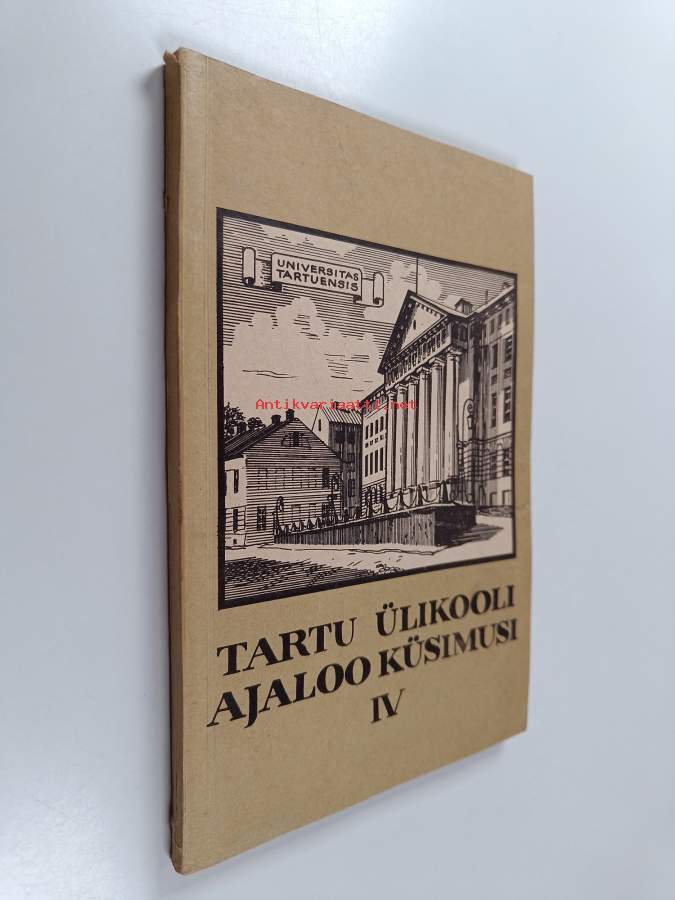 UNIVERSITAS
TARTUENSIS
Antikvariaatti.net
TARTU ÜLIKOOLI
AJALOO KÜSIMUSI
IV